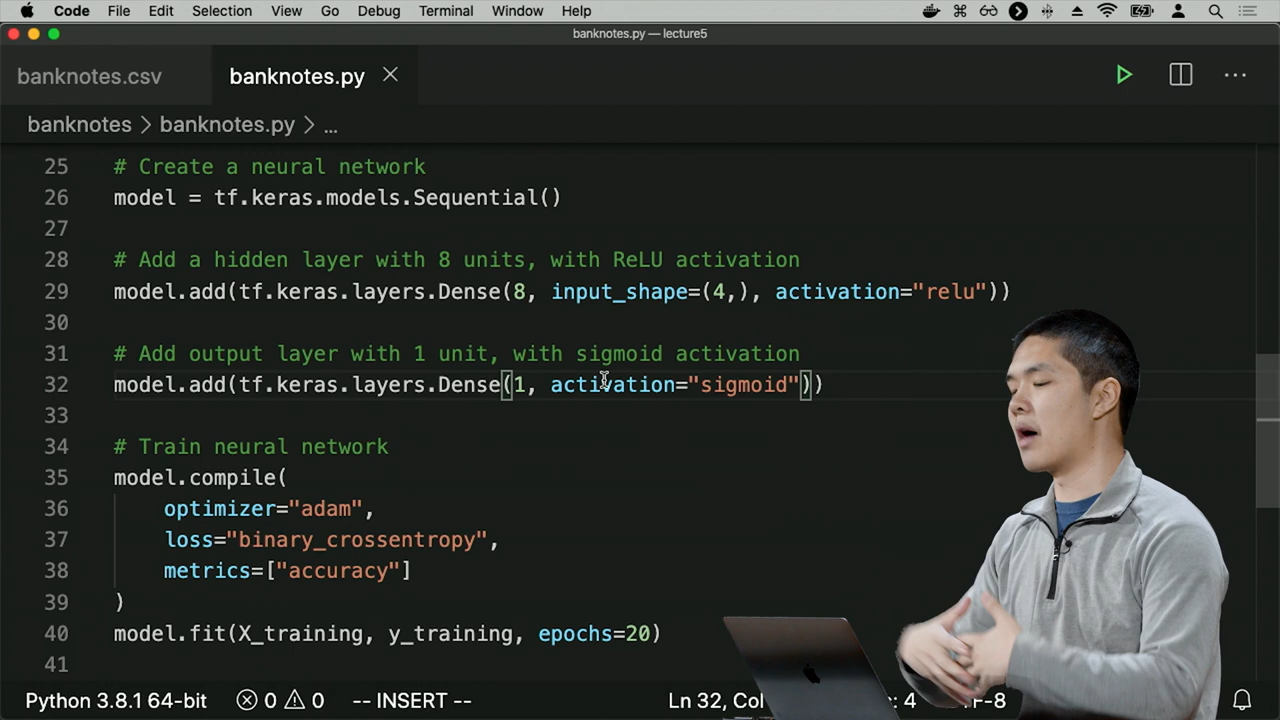 Code File Edit Selection View Go Debug Terminal Window Help
banknotes.py — lecture5
banknotes.csv banknotes.py
banknotes > banknotes.py > ...
25 # Create a neural network
26 model = tf.keras.models.Sequential()
27
28 # Add a hidden layer with 8 units, with ReLU activation
29 model.add(tf.keras.layers.Dense(8, input_shape=(4,), activation="relu"))
30
31 # Add output layer with 1 unit, with sigmoid activation
32 model.add(tf.keras.layers.Dense(1, activation="sigmoid"))
33
34 # Train neural network
35 model.compile(
36 optimizer="adam",
37 loss="binary_crossentropy",
38 metrics=["accuracy"]
39 )
40 model.fit(X_training, y_training, epochs=20)
41
Python 3.8.1 64-bit 0 0 -- INSERT -- Ln 32, : 4